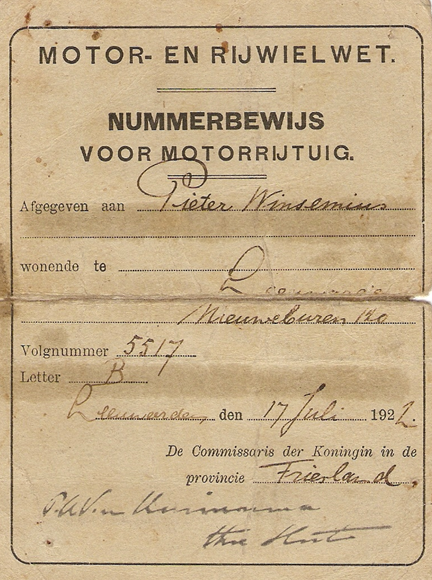 MOTOR- EN RIJWIELWET.
NUMMERBEWIJS
VOOR MOTORRIJTUIG.
Afgegeven aan Pieter Winsemius
wonende te Leeuwarden
Nieuweburen 120
Volgnummer 5517
Letter B
Leeuwarden, den 17 Juli 1922.
De Commissaris der Koningin in de
provincie Friesland.